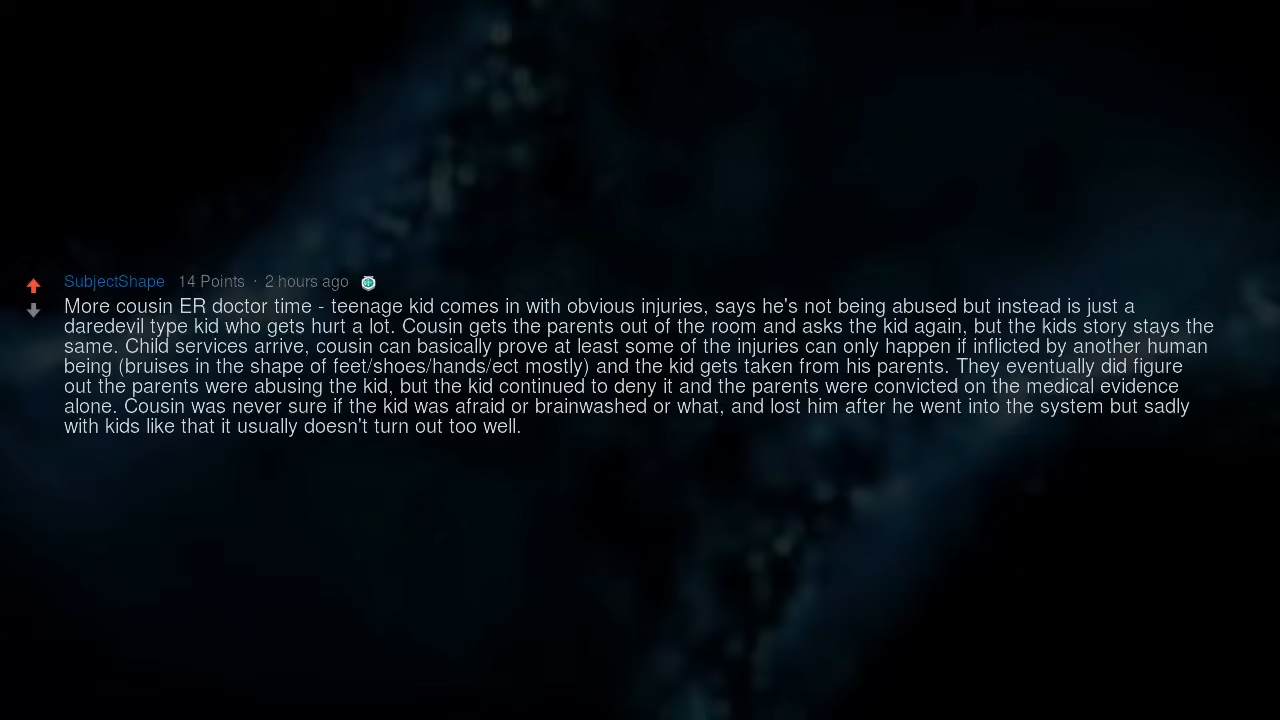 SubjectShape 14 Points · 2 hours ago
More cousin ER doctor time - teenage kid comes in with obvious injuries, says he's not being abused but instead is just a
daredevil type kid who gets hurt a lot. Cousin gets the parents out of the room and asks the kid again, but the kids story stays the
same. Child services arrive, cousin can basically prove at least some of the injuries can only happen if inflicted by another human
being (bruises in the shape of feet/shoes/hands/ect mostly) and the kid gets taken from his parents. They eventually did figure
out the parents were abusing the kid, but the kid continued to deny it and the parents were convicted on the medical evidence
alone. Cousin was never sure if the kid was afraid or brainwashed or what, and lost him after he went into the system but sadly
with kids like that it usually doesn't turn out too well.